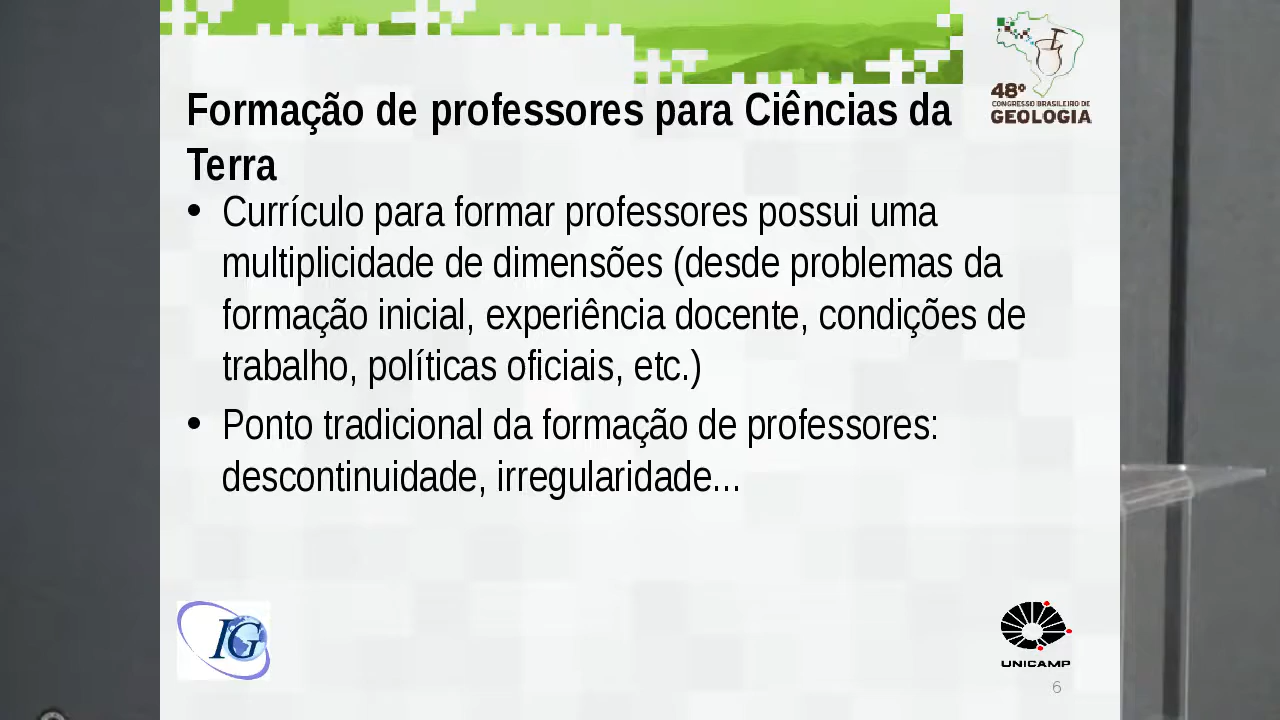 48º
CONGRESSO BRASILEIRO DE
GEOLOGIA
Formação de professores para Ciências da
Terra
• Currículo para formar professores possui uma
multiplicidade de dimensões (desde problemas da
formação inicial, experiência docente, condições de
trabalho, políticas oficiais, etc.)
• Ponto tradicional da formação de professores:
descontinuidade, irregularidade...
IG
UNICAMP
6